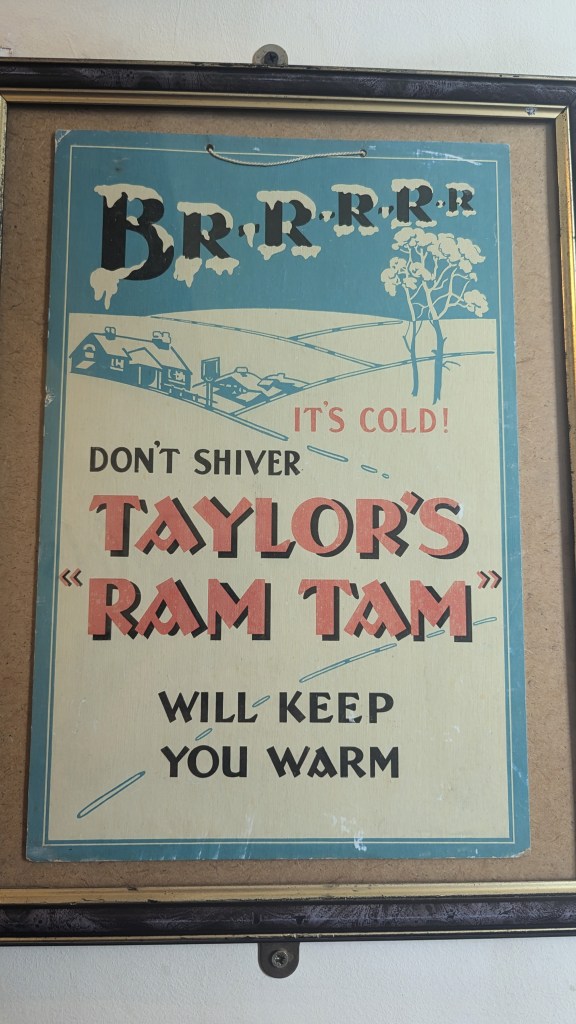 BR·R·R·R·R
IT'S COLD!
DON'T SHIVER
TAYLOR'S
"RAM TAM"
WILL KEEP
YOU WARM